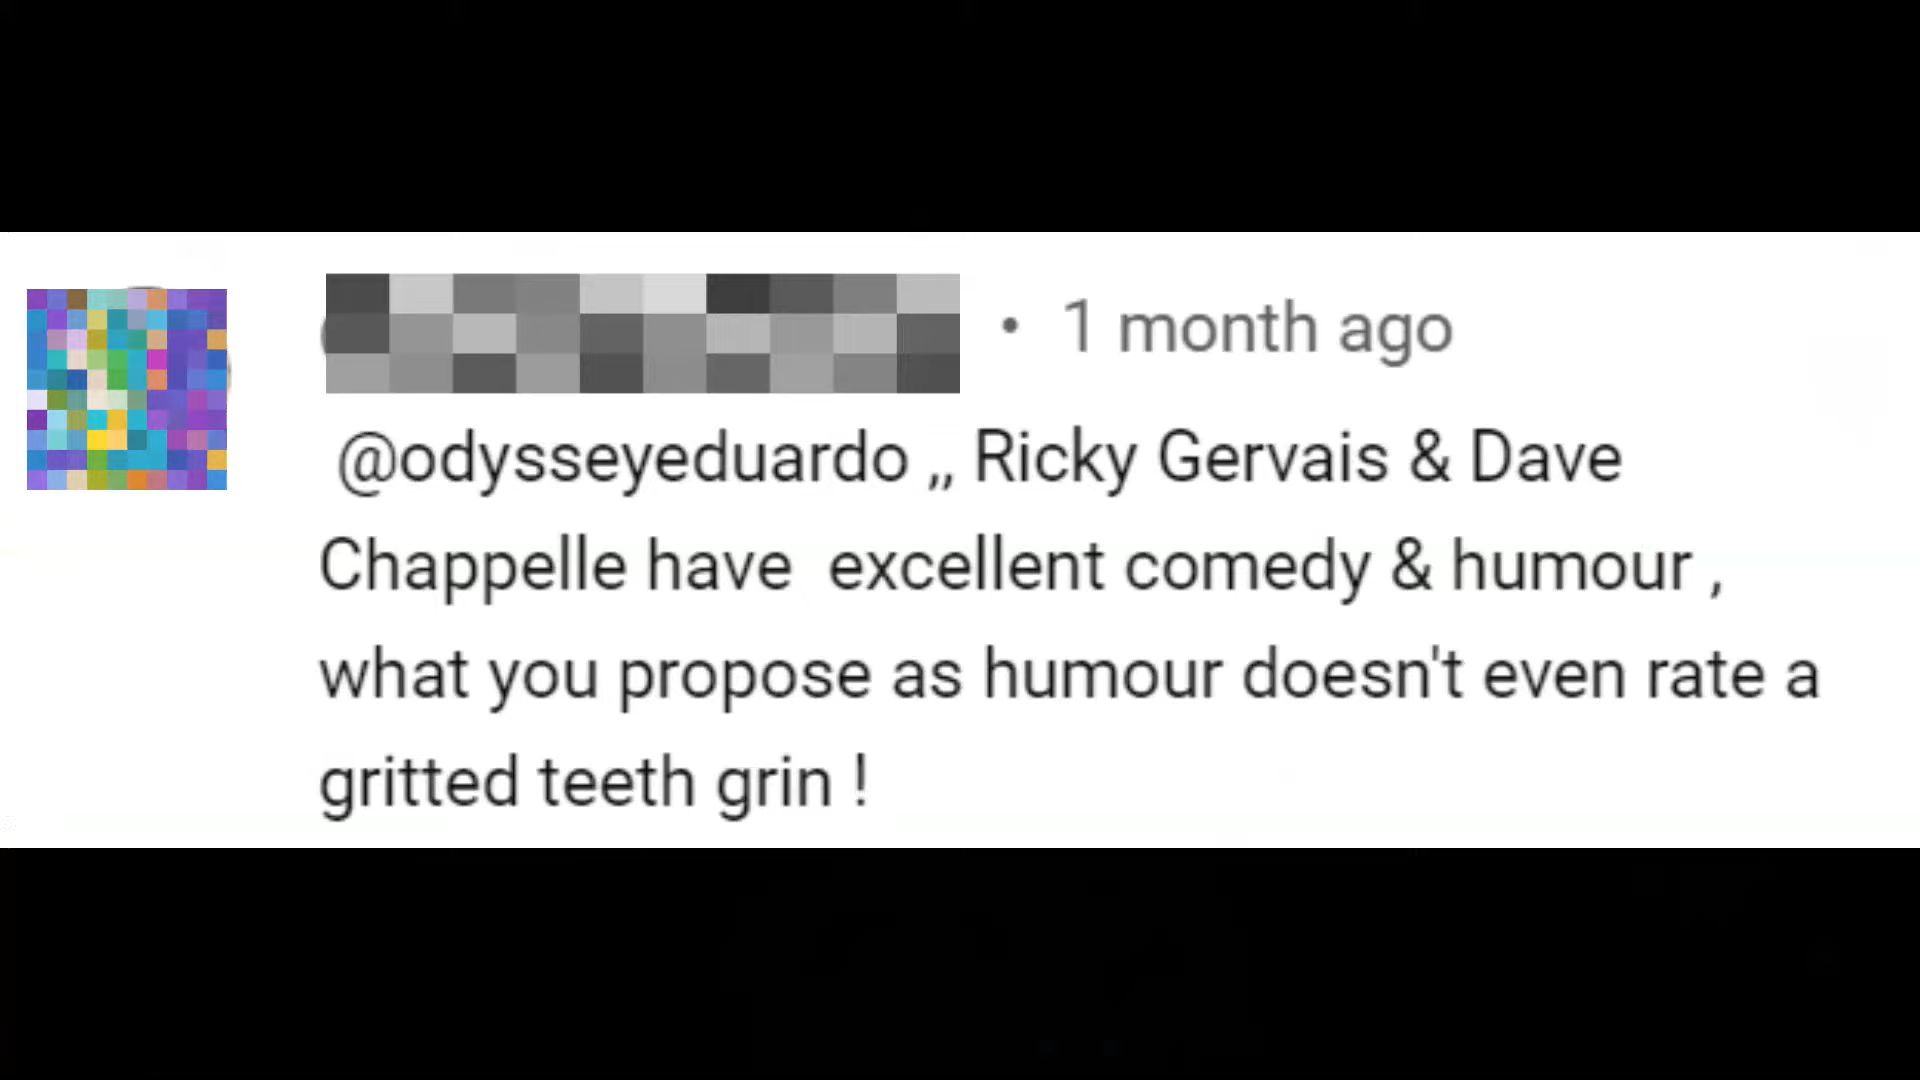 • 1 month ago
@odysseyeduardo ,, Ricky Gervais & Dave
Chappelle have  excellent comedy & humour ,
what you propose as humour doesn't even rate a
gritted teeth grin !